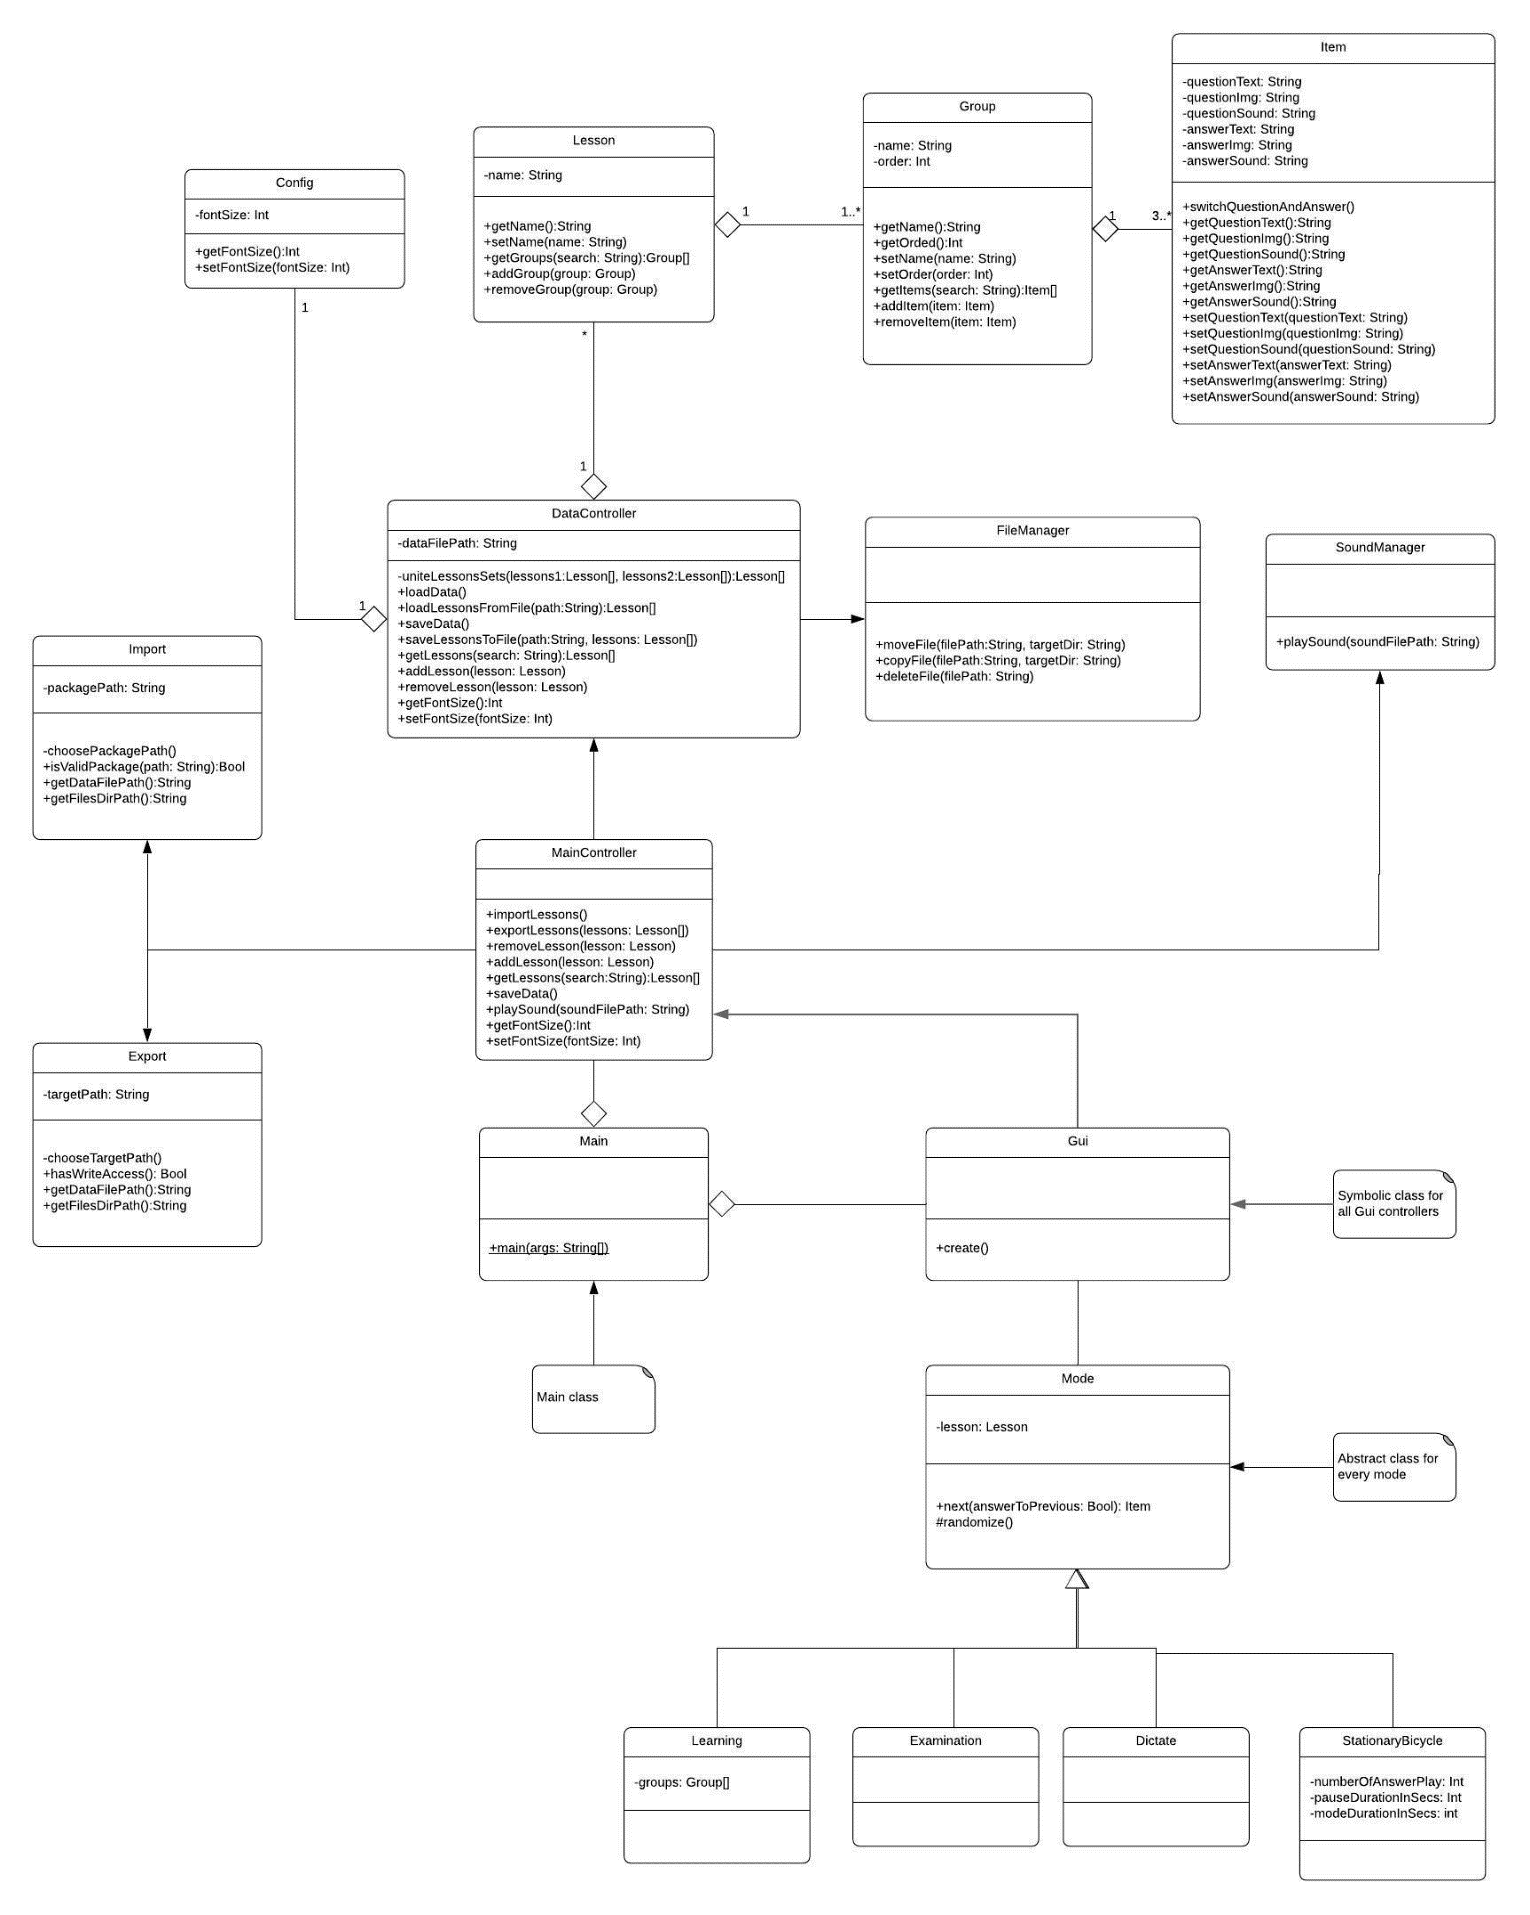 Item
-questionText: String
-questionImg: String
-questionSound: String
-answerText: String
-answerImg: String
-answerSound: String
+switchQuestionAndAnswer()
+getQuestionText():String
+getQuestionImg():String
+getQuestionSound():String
+getAnswerText():String
+getAnswerImg():String
+getAnswerSound():String
+setQuestionText(questionText: String)
+setQuestionImg(questionImg: String)
+setQuestionSound(questionSound: String)
+setAnswerText(answerText: String)
+setAnswerImg(answerImg: String)
+setAnswerSound(answerSound: String)
Group
-name: String
-order: Int
+getName():String
+getOrded():Int
+setName(name: String)
+setOrder(order: Int)
+getItems(search: String):Item[]
+addItem(item: Item)
+removeItem(item: Item)
1
3..*
Lesson
-name: String
+getName():String
+setName(name: String)
+getGroups(search: String):Group[]
+addGroup(group: Group)
+removeGroup(group: Group)
1
1..*
Config
-fontSize: Int
+getFontSize():Int
+setFontSize(fontSize: Int)
1
*
1
1
DataController
-dataFilePath: String
-uniteLessonsSets(lessons1:Lesson[], lessons2:Lesson[]):Lesson[]
+loadData()
+loadLessonsFromFile(path:String):Lesson[]
+saveData()
+saveLessonsToFile(path:String, lessons: Lesson[])
+getLessons(search: String):Lesson[]
+addLesson(lesson: Lesson)
+removeLesson(lesson: Lesson)
+getFontSize():Int
+setFontSize(fontSize: Int)
FileManager
+moveFile(filePath:String, targetDir: String)
+copyFile(filePath:String, targetDir: String)
+deleteFile(filePath: String)
SoundManager
+playSound(soundFilePath: String)
Import
-packagePath: String
-choosePackagePath()
+isValidPackage(path: String):Bool
+getDataFilePath():String
+getFilesDirPath():String
MainController
+importLessons()
+exportLessons(lessons: Lesson[])
+removeLesson(lesson: Lesson)
+addLesson(lesson: Lesson)
+getLessons(search:String):Lesson[]
+saveData()
+playSound(soundFilePath: String)
+getFontSize():Int
+setFontSize(fontSize: Int)
Export
-targetPath: String
-chooseTargetPath()
+hasWriteAccess(): Bool
+getDataFilePath():String
+getFilesDirPath():String
Main
+main(args: String[])
Gui
+create()
Symbolic class for
all Gui controllers
Main class
Mode
-lesson: Lesson
+next(answerToPrevious: Bool): Item
#randomize()
Abstract class for
every mode
Learning
-groups: Group[]
Examination
Dictate
StationaryBicycle
-numberOfAnswerPlay: Int
-pauseDurationInSecs: Int
-modeDurationInSecs: int